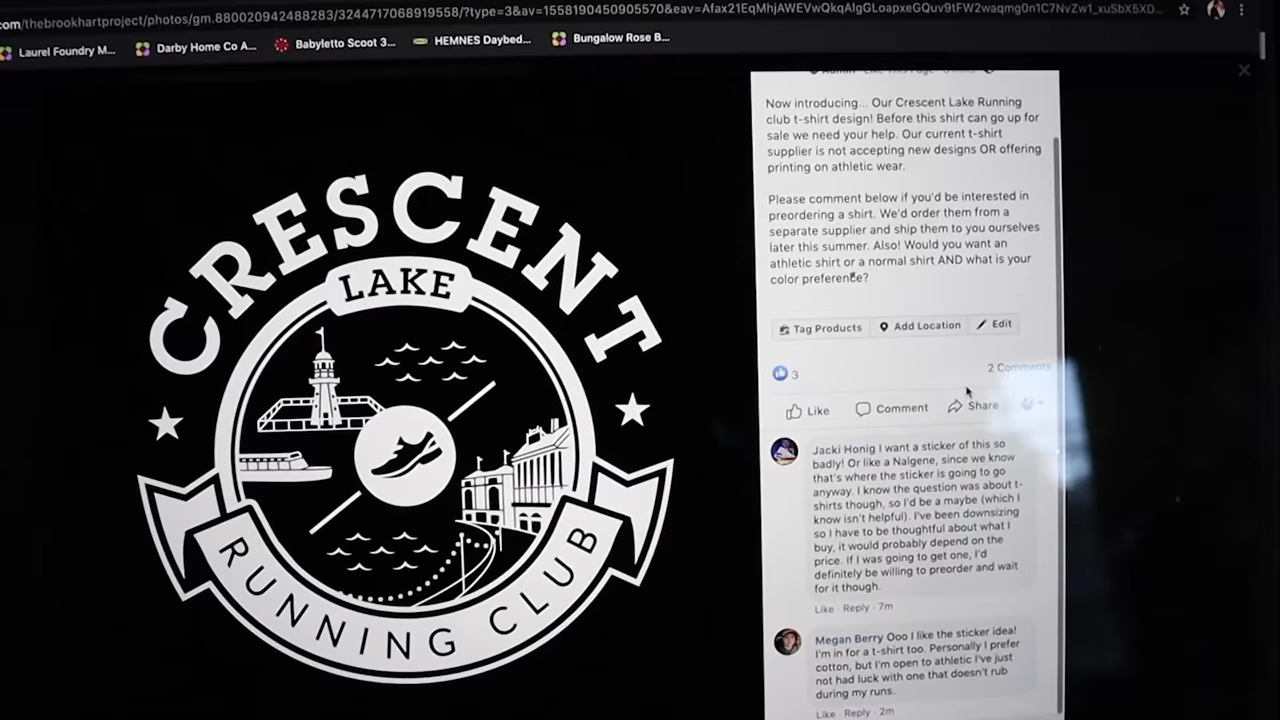 com/thebrookhartproject/photos/gm.880020942488283/3244717068919558/?type=3&av=1558190450905570&eav=
Laurel Foundry M...
Darby Home Co A...
Babyletto Scoot 3...
HEMNES Daybed...
Bungalow Rose B...
CRESCENT
LAKE
RUNNING CLUB
Now introducing... Our Crescent Lake Running
club t-shirt design! Before this shirt can go up for
sale we need your help. Our current t-shirt
supplier is not accepting new designs OR offering
printing on athletic wear.
Please comment below if you'd be interested in
preordering a shirt. We'd order them from a
separate supplier and ship them to you ourselves
later this summer. Also! Would you want an
athletic shirt or a normal shirt AND what is your
color preference?
Tag Products
Add Location
Edit
3
2 Comments
Like
Comment
Share
Jacki Honig I want a sticker of this so
badly! Or like a Nalgene, since we know
that's where the sticker is going to go
anyway. I know the question was about t-
shirts though, so I'd be a maybe (which I
know isn't helpful). I've been downsizing
so I have to be thoughtful about what I
buy, it would probably depend on the
price. If I was going to get one, I'd
definitely be willing to preorder and wait
for it though.
Like · Reply · 7m
Megan Berry Ooo I like the sticker idea!
I'm in for a t-shirt too. Personally I prefer
cotton, but I'm open to athletic I've just
not had luck with one that doesn't rub
during my runs.
Like · Reply · 2m